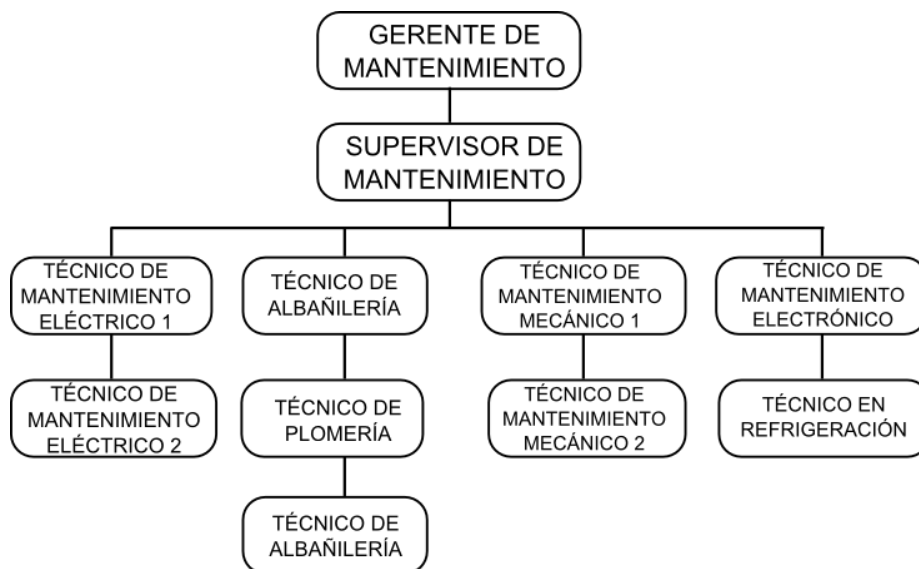 GERENTE DE
MANTENIMIENTO
SUPERVISOR DE
MANTENIMIENTO
TÉCNICO DE
MANTENIMIENTO
ELÉCTRICO 1
TÉCNICO DE
ALBAÑILERÍA
TÉCNICO DE
MANTENIMIENTO
MECÁNICO 1
TÉCNICO DE
MANTENIMIENTO
ELECTRÓNICO
TÉCNICO DE
MANTENIMIENTO
ELÉCTRICO 2
TÉCNICO DE
PLOMERÍA
TÉCNICO DE
MANTENIMIENTO
MECÁNICO 2
TÉCNICO EN
REFRIGERACIÓN
TÉCNICO DE
ALBAÑILERÍA